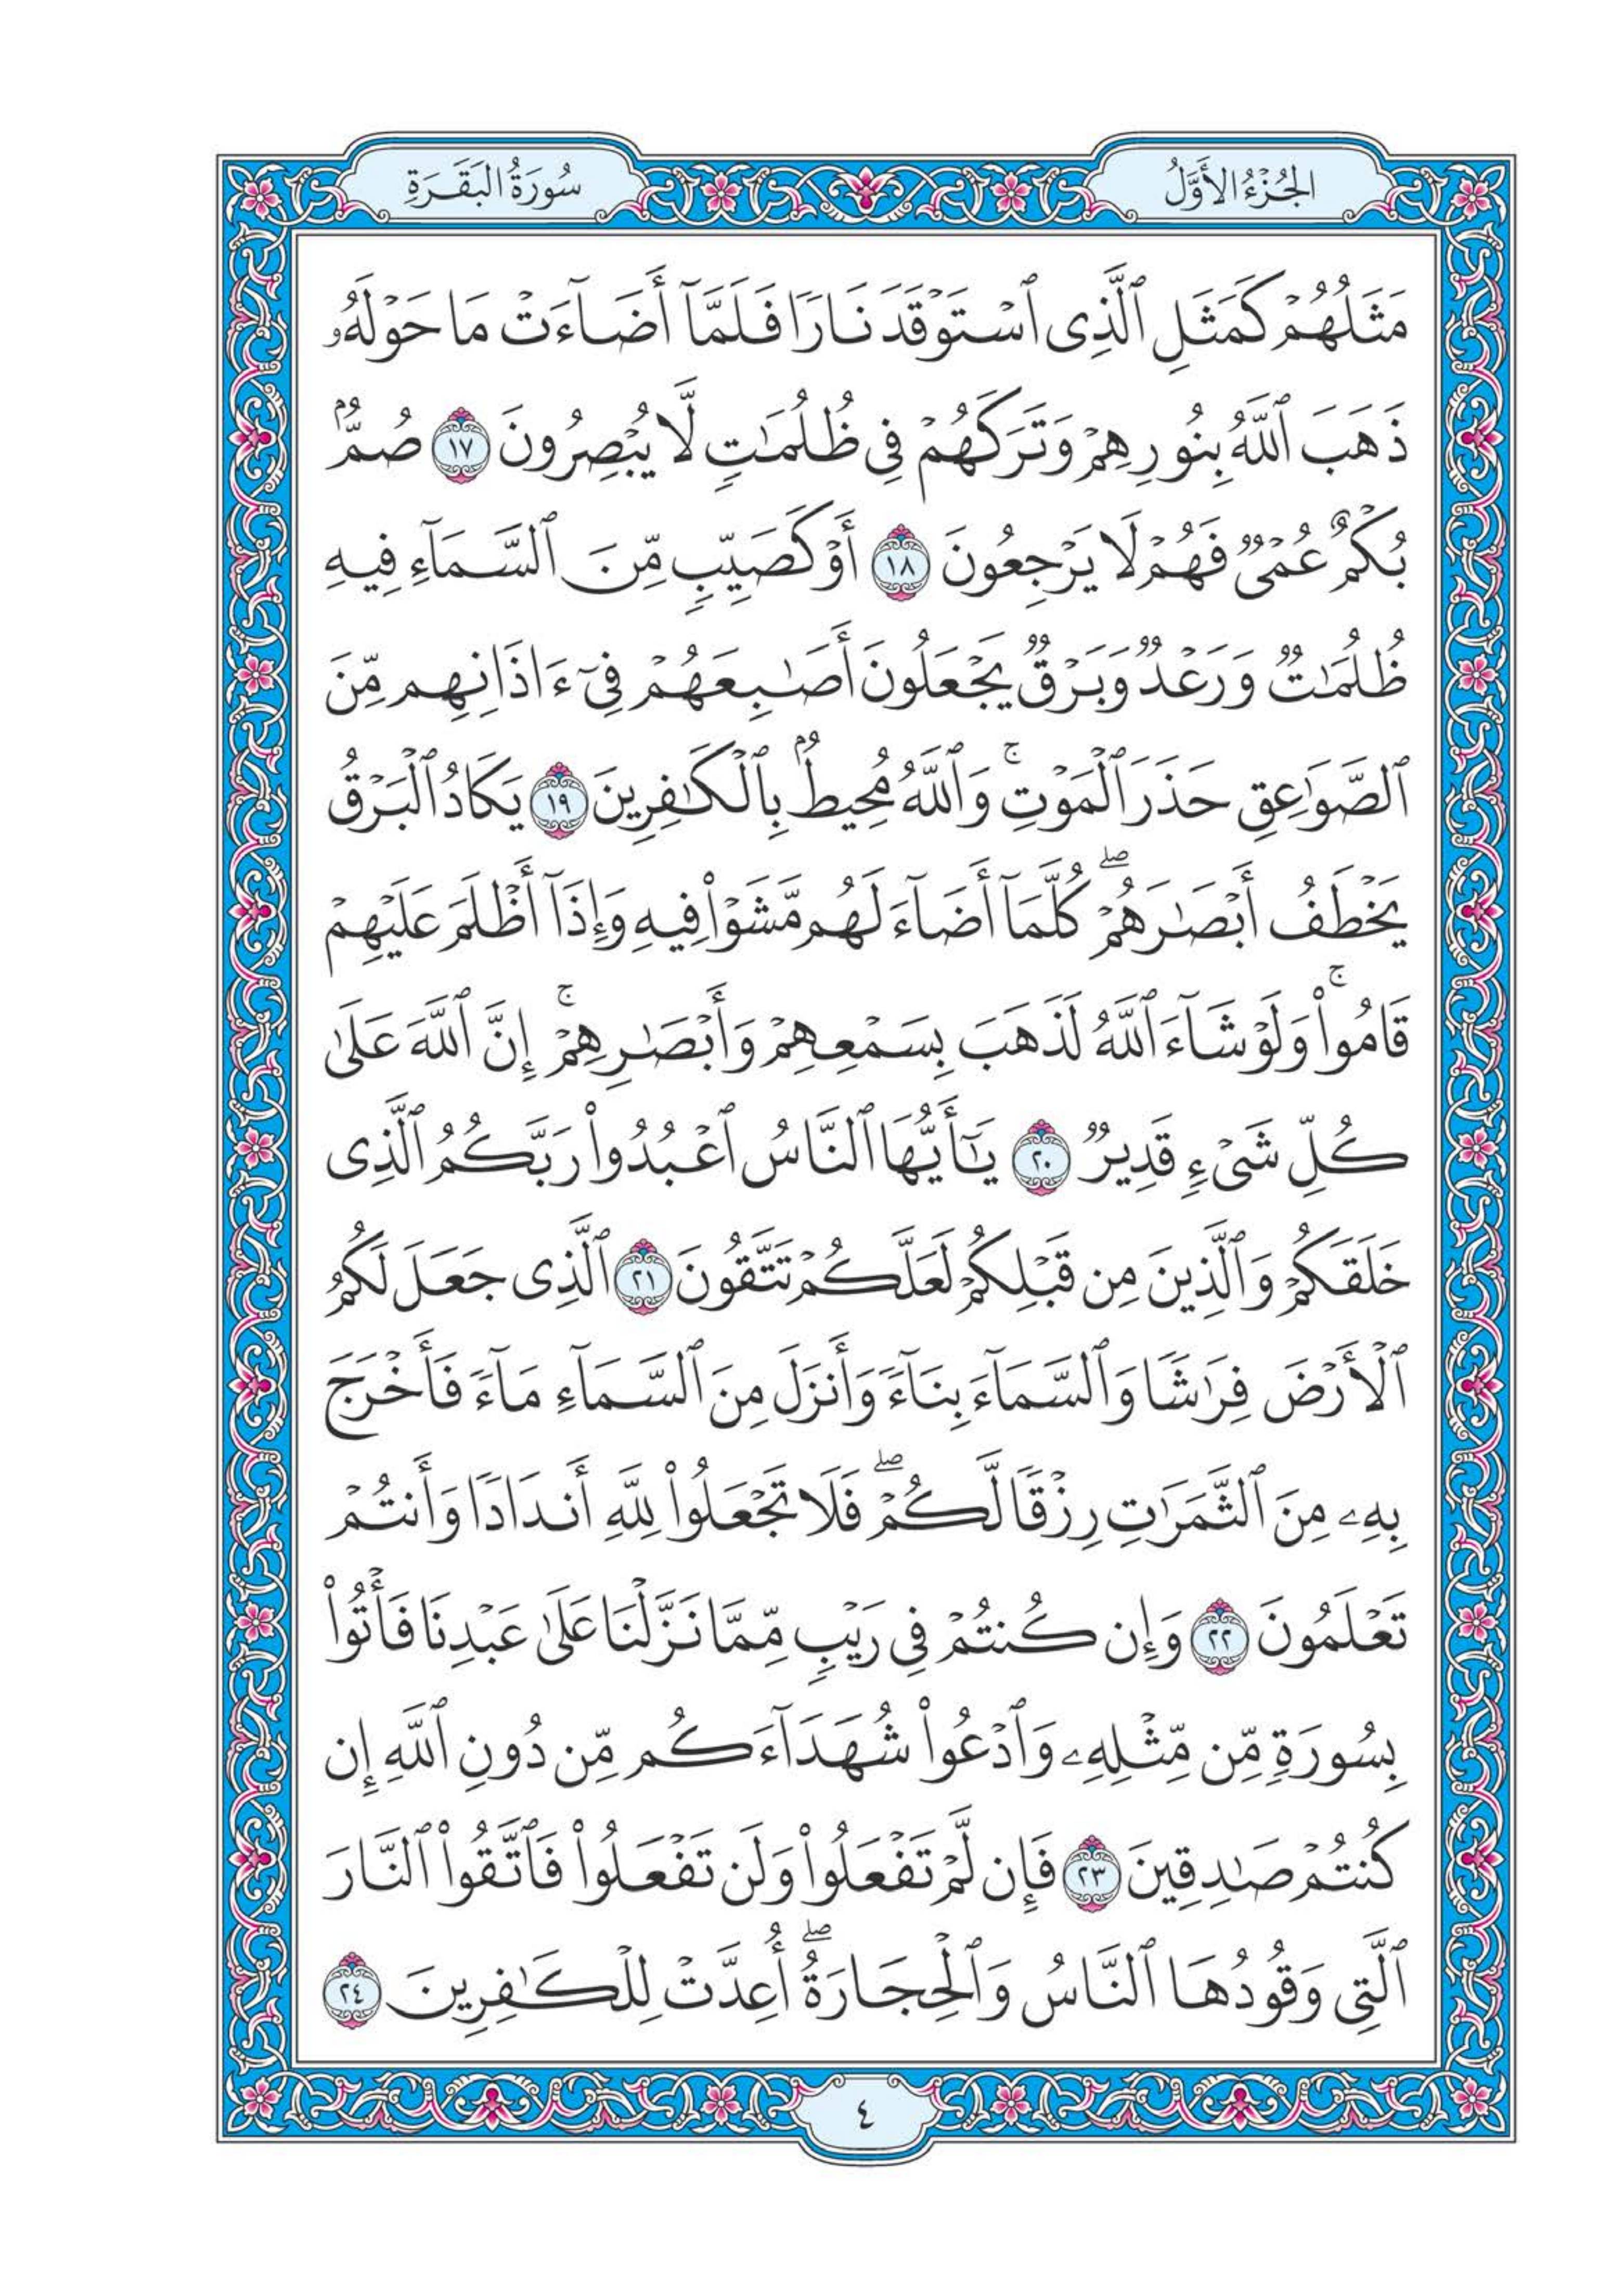 الجُزْءُ الأَوَّلُ
سُورَةُ البَقَرَةِ
مَثَلُهُمۡ كَمَثَلِ ٱلَّذِي ٱسۡتَوۡقَدَ نَارٗا فَلَمَّآ أَضَآءَتۡ مَا حَوۡلَهُۥ
ذَهَبَ ٱللَّهُ بِنُورِهِمۡ وَتَرَكَهُمۡ فِي ظُلُمَٰتٖ لَّا يُبۡصِرُونَ ١٧ صُمُّۢ
بُكۡمٌ عُمۡيٞ فَهُمۡ لَا يَرۡجِعُونَ ١٨ أَوۡ كَصَيِّبٖ مِّنَ ٱلسَّمَآءِ فِيهِ
ظُلُمَٰتٞ وَرَعۡدٞ وَبَرۡقٞ يَجۡعَلُونَ أَصَٰبِعَهُمۡ فِيٓ ءَاذَانِهِم مِّنَ
ٱلصَّوَٰعِقِ حَذَرَ ٱلۡمَوۡتِۚ وَٱللَّهُ مُحِيطُۢ بِٱلۡكَٰفِرِينَ ١٩ يَكَادُ ٱلۡبَرۡقُ
يَخۡطَفُ أَبۡصَٰرَهُمۡۖ كُلَّمَآ أَضَآءَ لَهُم مَّشَوۡاْ فِيهِ وَإِذَآ أَظۡلَمَ عَلَيۡهِمۡ
قَامُواْۚ وَلَوۡ شَآءَ ٱللَّهُ لَذَهَبَ بِسَمۡعِهِمۡ وَأَبۡصَٰرِهِمۡۚ إِنَّ ٱللَّهَ عَلَىٰ
كُلِّ شَيۡءٖ قَدِيرٞ ٢٠ يَٰٓأَيُّهَا ٱلنَّاسُ ٱعۡبُدُواْ رَبَّكُمُ ٱلَّذِي
خَلَقَكُمۡ وَٱلَّذِينَ مِن قَبۡلِكُمۡ لَعَلَّكُمۡ تَتَّقُونَ ٢١ ٱلَّذِي جَعَلَ لَكُمُ
ٱلۡأَرۡضَ فِرَٰشٗا وَٱلسَّمَآءَ بِنَآءٗ وَأَنزَلَ مِنَ ٱلسَّمَآءِ مَآءٗ فَأَخۡرَجَ
بِهِۦ مِنَ ٱلثَّمَرَٰتِ رِزۡقٗا لَّكُمۡۖ فَلَا تَجۡعَلُواْ لِلَّهِ أَندَادٗا وَأَنتُمۡ
تَعۡلَمُونَ ٢٢ وَإِن كُنتُمۡ فِي رَيۡبٖ مِّمَّا نَزَّلۡنَا عَلَىٰ عَبۡدِنَا فَأۡتُواْ
بِسُورَةٖ مِّن مِّثۡلِهِۦ وَٱدۡعُواْ شُهَدَآءَكُم مِّن دُونِ ٱللَّهِ إِن
كُنتُمۡ صَٰدِقِينَ ٢٣ فَإِن لَّمۡ تَفۡعَلُواْ وَلَن تَفۡعَلُواْ فَٱتَّقُواْ ٱلنَّارَ
ٱلَّتِي وَقُودُهَا ٱلنَّاسُ وَٱلۡحِجَارَةُۖ أُعِدَّتۡ لِلۡكَٰفِرِينَ ٢٤
٤